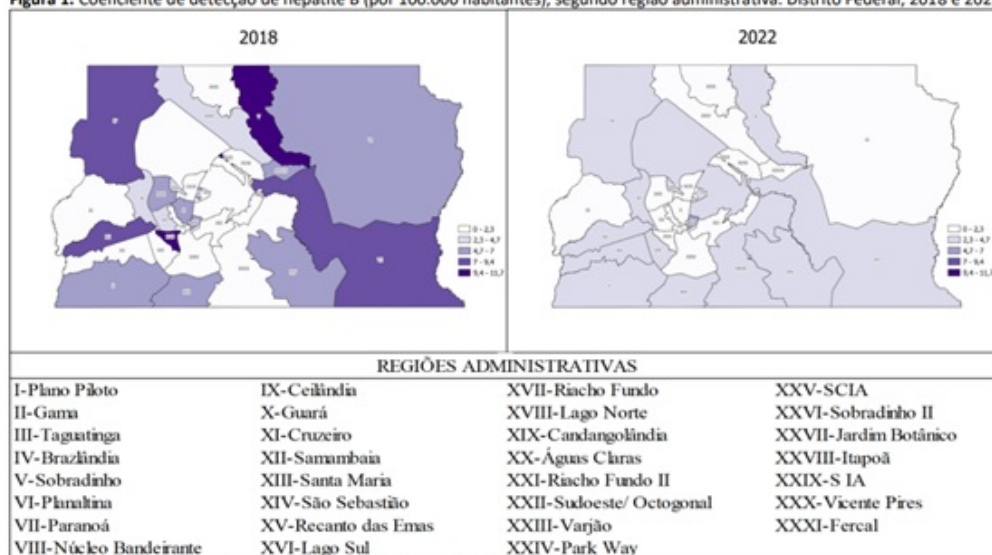 Figura 1. Coeficiente de detecção de hepatite B (por 100.000 habitantes), segundo região administrativa. Distrito Federal, 2018 e 202
2018
2022
0 - 2,3
2,3 - 4,7
4,7 - 7
7 - 9,4
9,4 - 11,7
0 - 2,3
2,3 - 4,7
4,7 - 7
7 - 9,4
9,4 - 11,7
REGIÕES ADMINISTRATIVAS
I-Plano Piloto
II-Gama
III-Taguatinga
IV-Brazlândia
V-Sobradinho
VI-Planaltina
VII-Paranoá
VIII-Núcleo Bandeirante
IX-Ceilândia
X-Guará
XI-Cruzeiro
XII-Samambaia
XIII-Santa Maria
XIV-São Sebastião
XV-Recanto das Emas
XVI-Lago Sul
XVII-Riacho Fundo
XVIII-Lago Norte
XIX-Candangolândia
XX-Águas Claras
XXI-Riacho Fundo II
XXII-Sudoeste/ Octogonal
XXIII-Varjão
XXIV-Park Way
XXV-SCIA
XXVI-Sobradinho II
XXVII-Jardim Botânico
XXVIII-Itapoã
XXIX-S IA
XXX-Vicente Pires
XXXI-Fercal